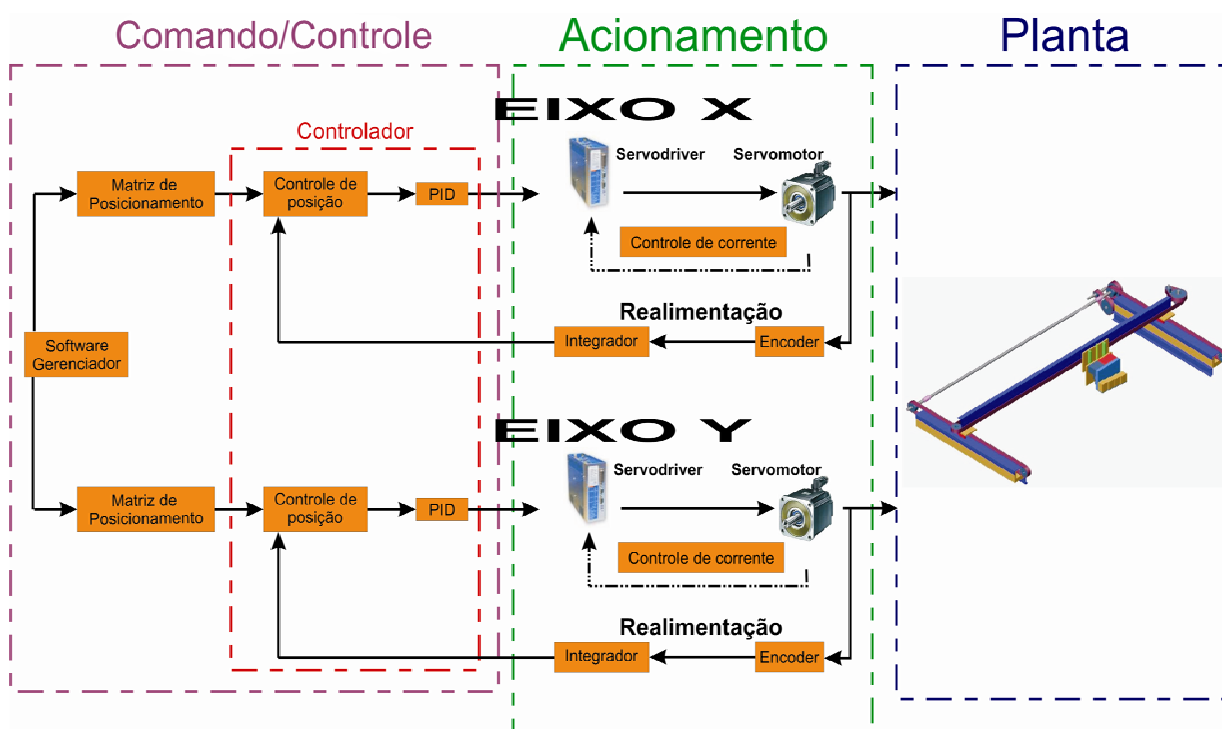 Comando/Controle
Acionamento
Planta
EIXO X
Controlador
Servodriver
Servomotor
Matriz de
Posicionamento
Controle de
posição
PID
Controle de corrente
Realimentação
Integrador
Encoder
Software
Gerenciador
EIXO Y
Servodriver
Servomotor
Matriz de
Posicionamento
Controle de
posição
PID
Controle de corrente
Realimentação
Integrador
Encoder